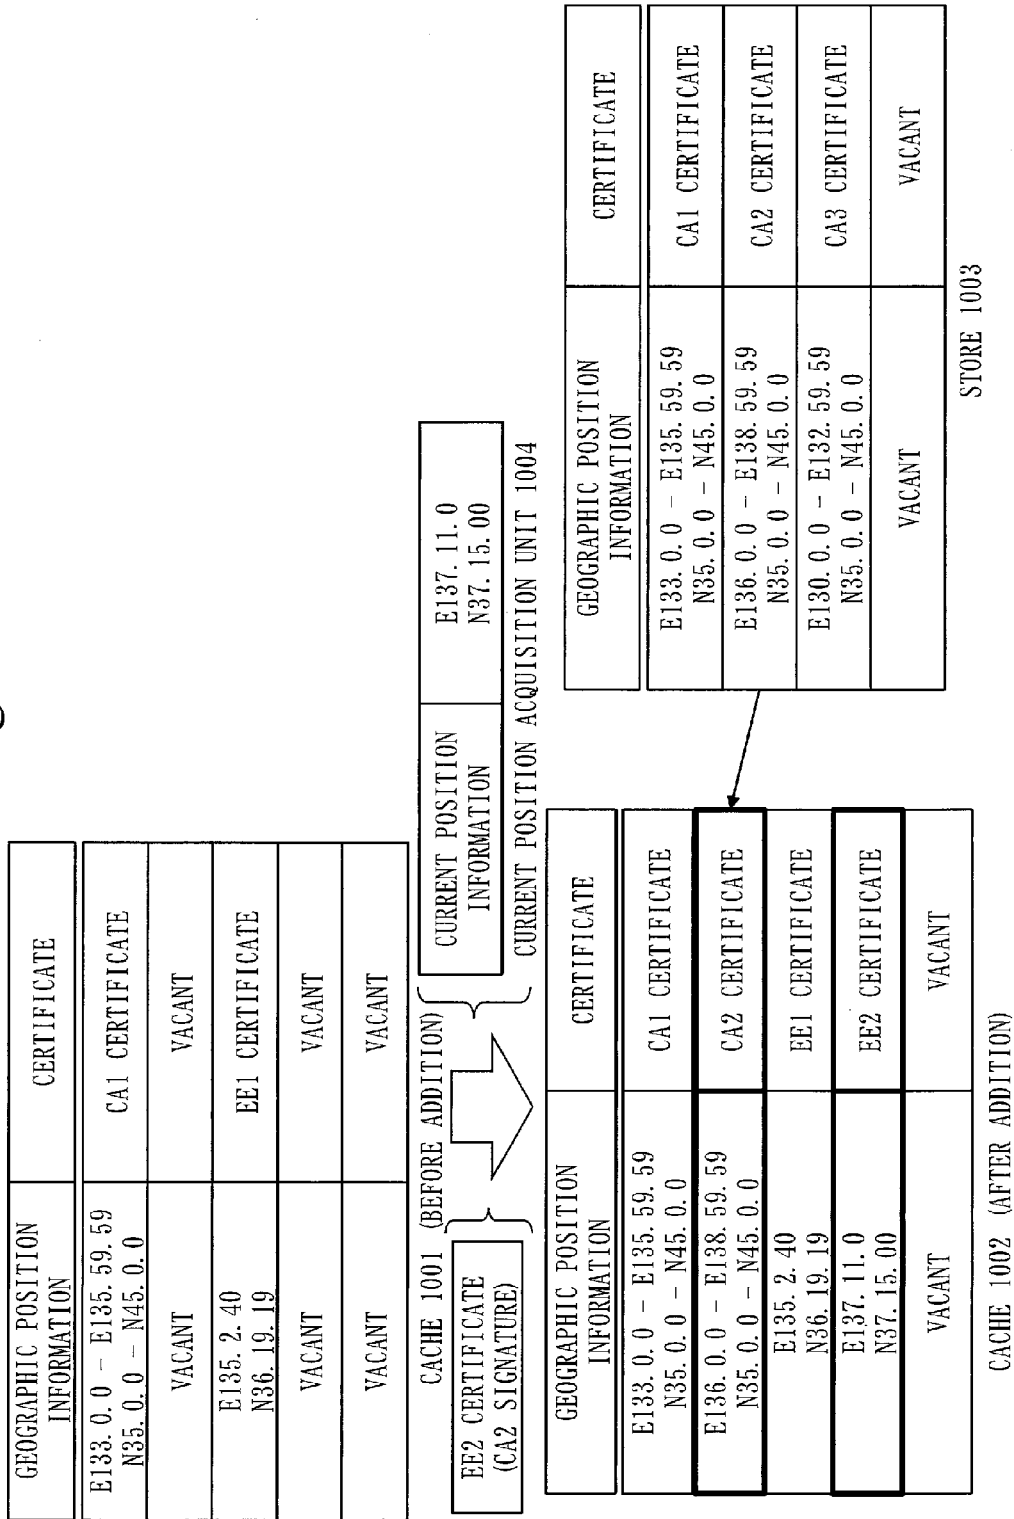 GEOGRAPHIC POSITION
INFORMATION
CERTIFICATE
E133. 0. 0 - E135. 59. 59
N35. 0. 0 - N45. 0. 0
CA1 CERTIFICATE
VACANT
VACANT
E135. 2. 40
N36. 19. 19
EE1 CERTIFICATE
VACANT
VACANT
VACANT
VACANT
CACHE 1001 (BEFORE ADDITION)
EE2 CERTIFICATE
(CA2 SIGNATURE)
CURRENT POSITION
INFORMATION
E137. 11. 0
N37. 15. 00
CURRENT POSITION ACQUISITION UNIT 1004
GEOGRAPHIC POSITION
INFORMATION
CERTIFICATE
E133. 0. 0 - E135. 59. 59
N35. 0. 0 - N45. 0. 0
CA1 CERTIFICATE
E136. 0. 0 - E138. 59. 59
N35. 0. 0 - N45. 0. 0
CA2 CERTIFICATE
E135. 2. 40
N36. 19. 19
EE1 CERTIFICATE
E137. 11. 0
N37. 15. 00
EE2 CERTIFICATE
VACANT
VACANT
CACHE 1002 (AFTER ADDITION)
GEOGRAPHIC POSITION
INFORMATION
CERTIFICATE
E133. 0. 0 - E135. 59. 59
N35. 0. 0 - N45. 0. 0
CA1 CERTIFICATE
E136. 0. 0 - E138. 59. 59
N35. 0. 0 - N45. 0. 0
CA2 CERTIFICATE
E130. 0. 0 - E132. 59. 59
N35. 0. 0 - N45. 0. 0
CA3 CERTIFICATE
VACANT
VACANT
STORE 1003